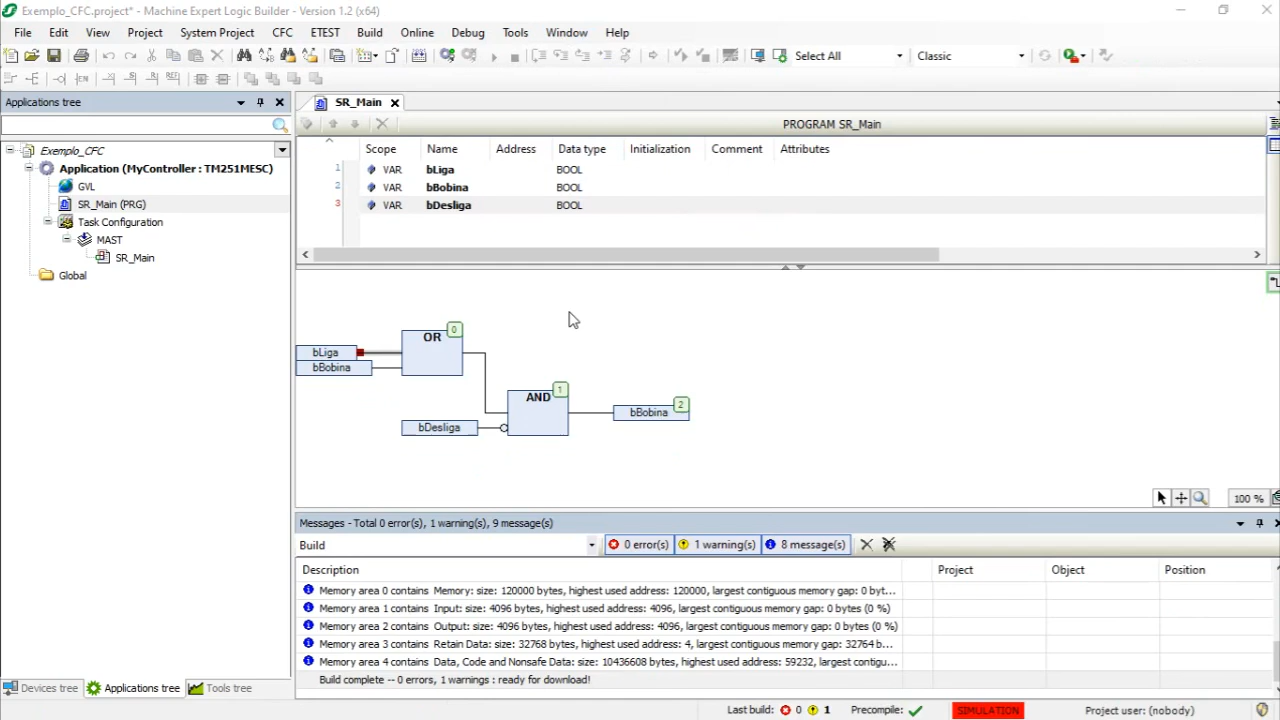 Exemplo_CFC.project* - Machine Expert Logic Builder - Version 1.2 (x64)
File Edit View Project System Project CFC ETEST Build Online Debug Tools Window Help
Select All Classic
Applications tree
SR_Main
PROGRAM SR_Main
Scope Name Address Data type Initialization Comment Attributes
1 VAR bLiga BOOL
2 VAR bBobina BOOL
3 VAR bDesliga BOOL
Exemplo_CFC
Application (MyController : TM251MESC)
GVL
SR_Main (PRG)
Task Configuration
MAST
SR_Main
Global
OR 0
bLiga
bBobina
AND 1
bDesliga
bBobina 2
100 %
Messages - Total 0 error(s), 1 warning(s), 9 message(s)
Build 0 error(s) 1 warning(s) 8 message(s)
Description Project Object Position
Memory area 0 contains Memory: size: 120000 bytes, highest used address: 120000, largest contiguous memory gap: 0 byt...
Memory area 1 contains Input: size: 4096 bytes, highest used address: 4096, largest contiguous memory gap: 0 bytes (0 %)
Memory area 2 contains Output: size: 4096 bytes, highest used address: 4096, largest contiguous memory gap: 0 bytes (0 %)
Memory area 3 contains Retain Data: size: 32768 bytes, highest used address: 4, largest contiguous memory gap: 32764 b...
Memory area 4 contains Data, Code and Nonsafe Data: size: 10436608 bytes, highest used address: 59232, largest contigu...
Build complete -- 0 errors, 1 warnings : ready for download!
Devices tree Applications tree Tools tree
Last build: 0 1 Precompile: SIMULATION Project user: (nobody)